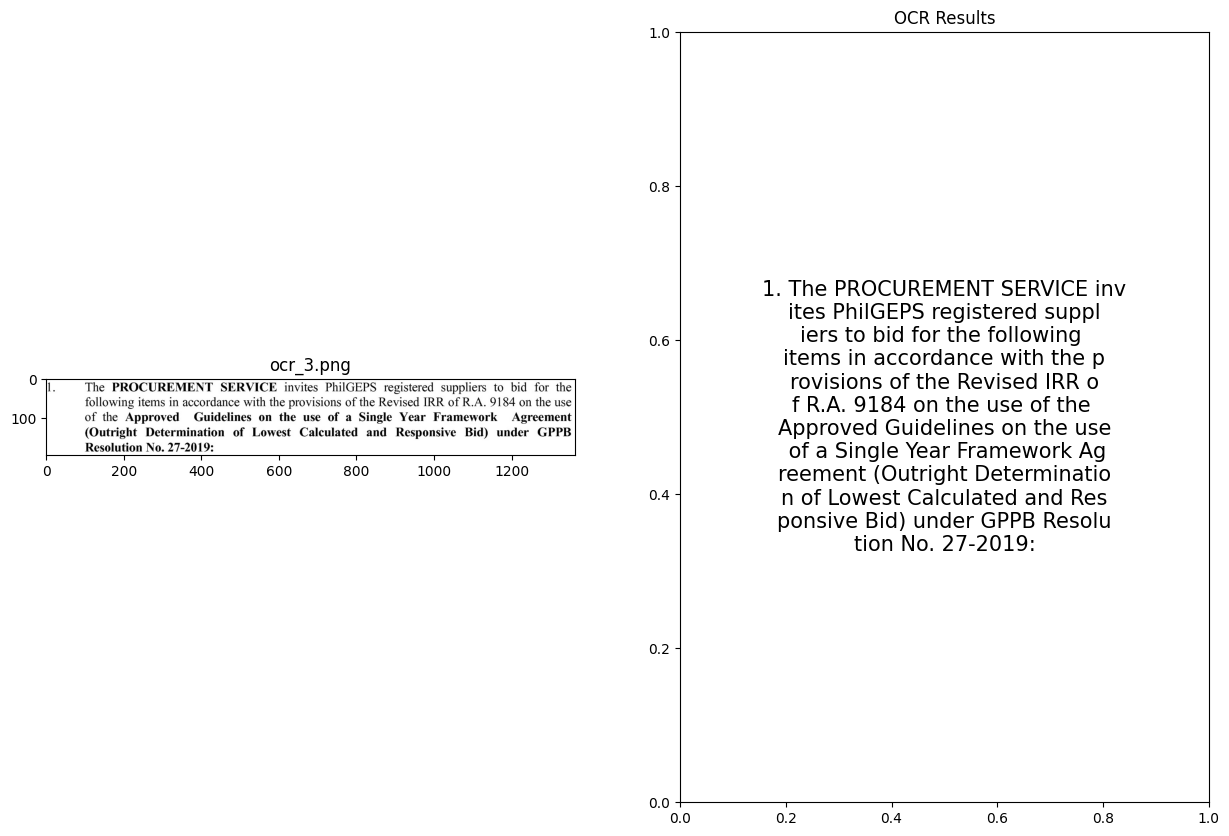 ocr_3.png
0
100
1. The PROCUREMENT SERVICE invites PhilGEPS registered suppliers to bid for the
following items in accordance with the provisions of the Revised IRR of R.A. 9184 on the use
of the Approved Guidelines on the use of a Single Year Framework Agreement
(Outright Determination of Lowest Calculated and Responsive Bid) under GPPB
Resolution No. 27-2019:
0 200 400 600 800 1000 1200
OCR Results
1.0
0.8
0.6
0.4
0.2
0.0
1. The PROCUREMENT SERVICE inv
ites PhilGEPS registered suppl
iers to bid for the following
items in accordance with the p
rovisions of the Revised IRR o
f R.A. 9184 on the use of the
Approved Guidelines on the use
of a Single Year Framework Ag
reement (Outright Determinatio
n of Lowest Calculated and Res
ponsive Bid) under GPPB Resolu
tion No. 27-2019:
0.0 0.2 0.4 0.6 0.8 1.0